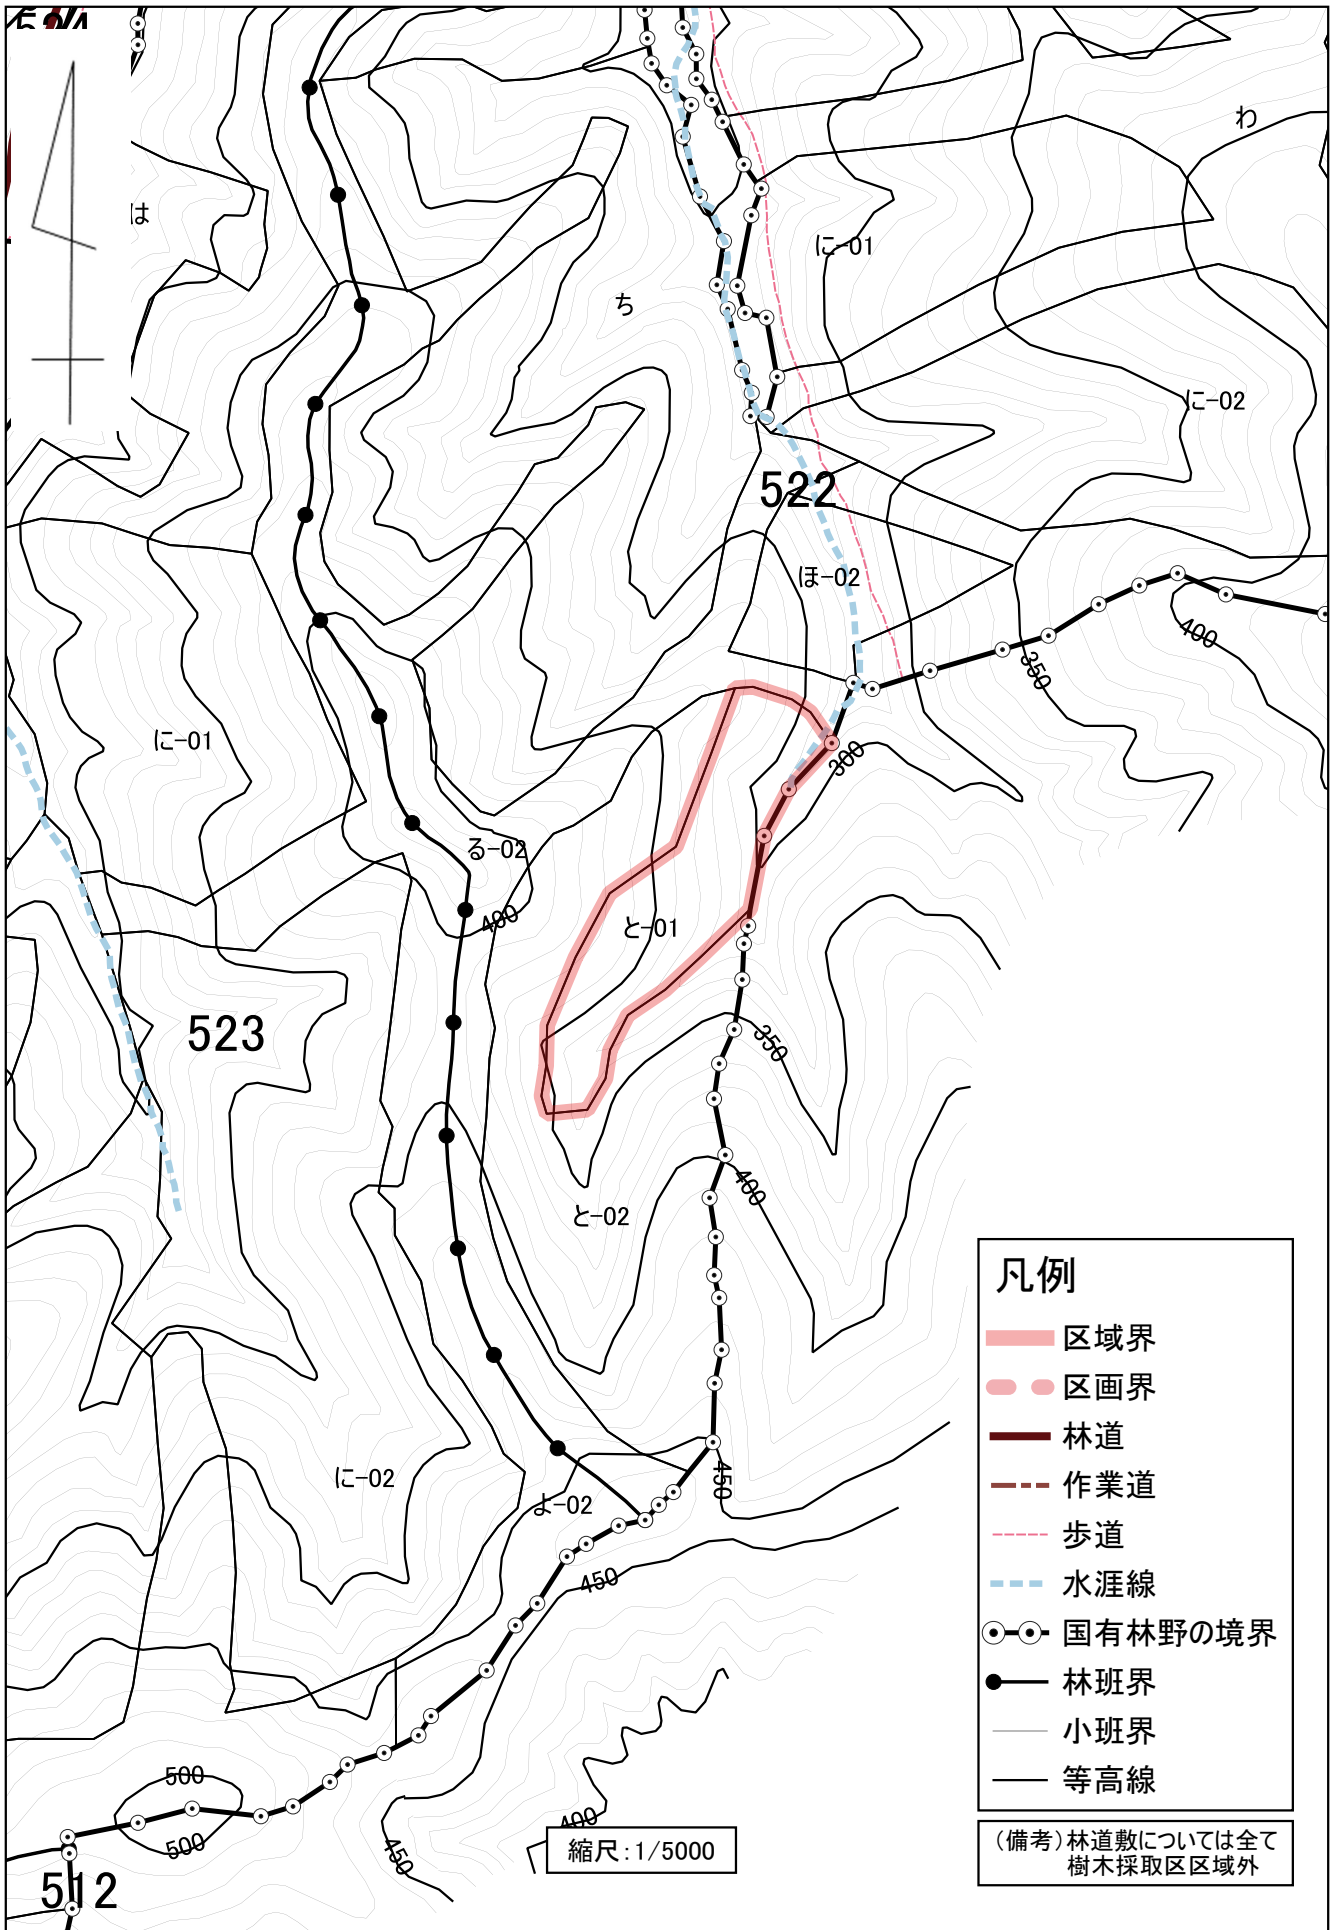 524
わ
は
に-01
ち
に-02
522
ほ-02
400
350
に-01
300
る-02
400
と-01
523
350
400
と-02
凡例
区域界
区画界
林道
作業道
歩道
水涯線
国有林野の境界
林班界
小班界
等高線
に-02
450
よ-02
450
500
500
450
400
縮尺:1/5000
(備考)林道敷については全て
樹木採取区区域外
512